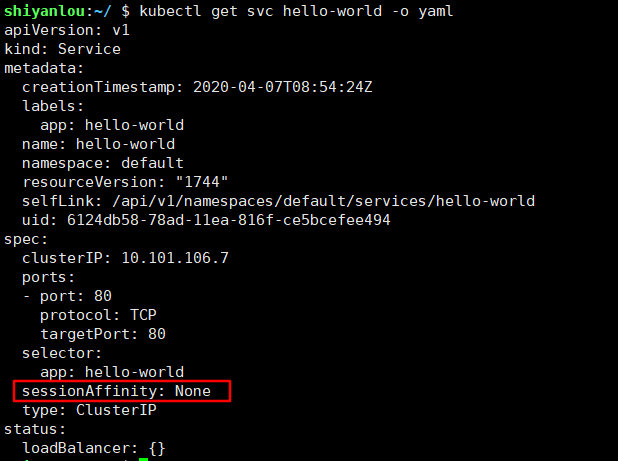 shiyanlou:~/ $ kubectl get svc hello-world -o yaml
apiVersion: v1
kind: Service
metadata:
  creationTimestamp: 2020-04-07T08:54:24Z
  labels:
    app: hello-world
  name: hello-world
  namespace: default
  resourceVersion: "1744"
  selfLink: /api/v1/namespaces/default/services/hello-world
  uid: 6124db58-78ad-11ea-816f-ce5bcefee494
spec:
  clusterIP: 10.101.106.7
  ports:
  - port: 80
    protocol: TCP
    targetPort: 80
  selector:
    app: hello-world
  sessionAffinity: None
  type: ClusterIP
status:
  loadBalancer: {}